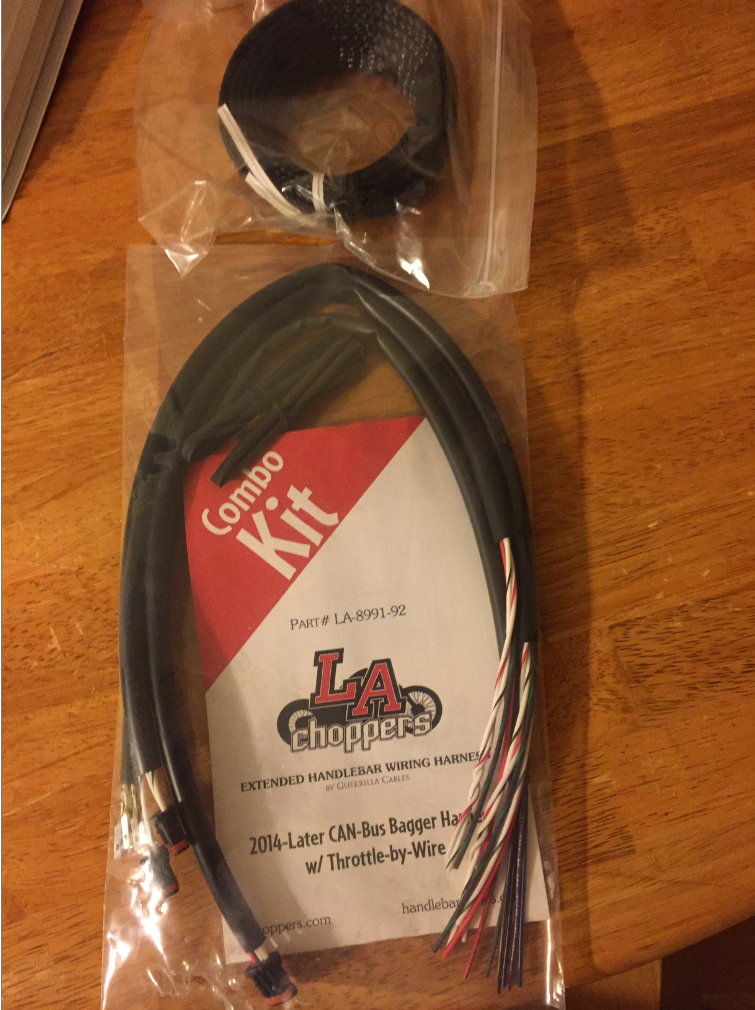 Combo
Kit
PART# LA-8991-92
LA
choppers
EXTENDED HANDLEBAR WIRING HARNES
BY GUERRILLA CABLES
2014-Later CAN-Bus Bagger Ha
w/ Throttle-by-Wire
oppers.com handlebar